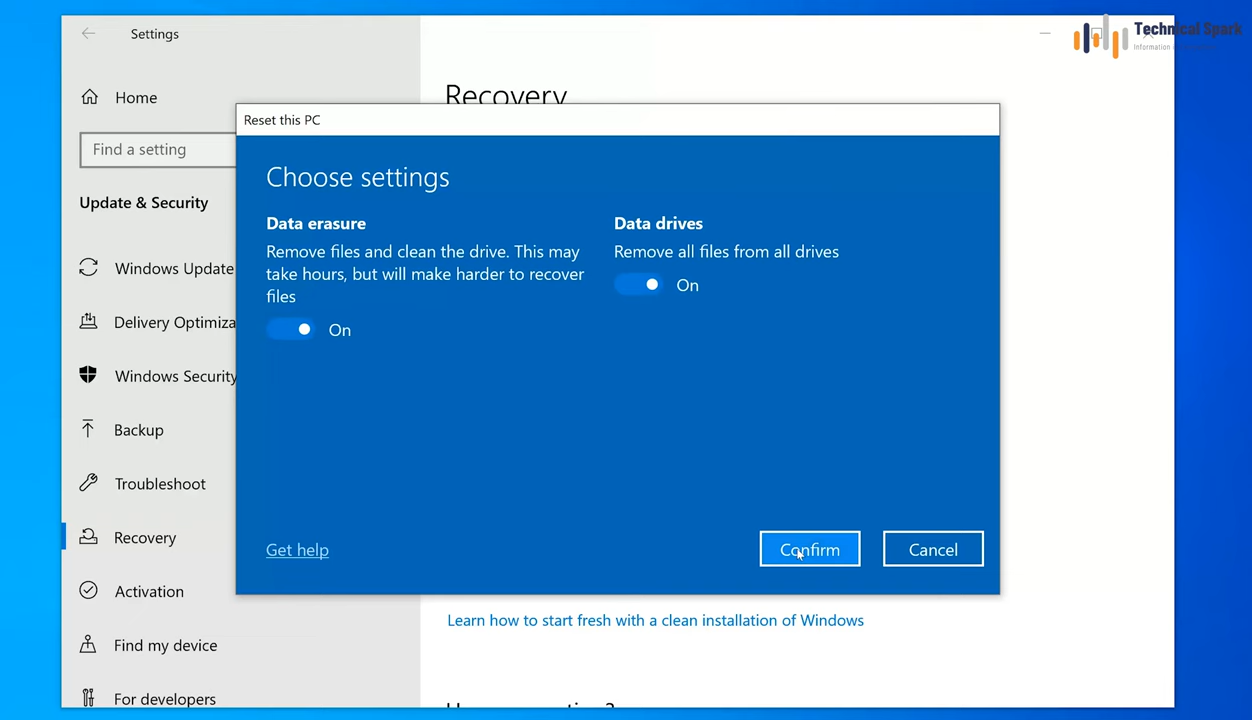 Settings
Technical Spark
Home
Recovery
Reset this PC
Find a setting
Choose settings
Update & Security
Data erasure
Remove files and clean the drive. This may
take hours, but will make harder to recover
files
On
Data drives
Remove all files from all drives
On
Windows Update
Delivery Optimiza
Windows Security
Backup
Troubleshoot
Recovery
Activation
Find my device
For developers
Get help
Confirm
Cancel
Learn how to start fresh with a clean installation of Windows